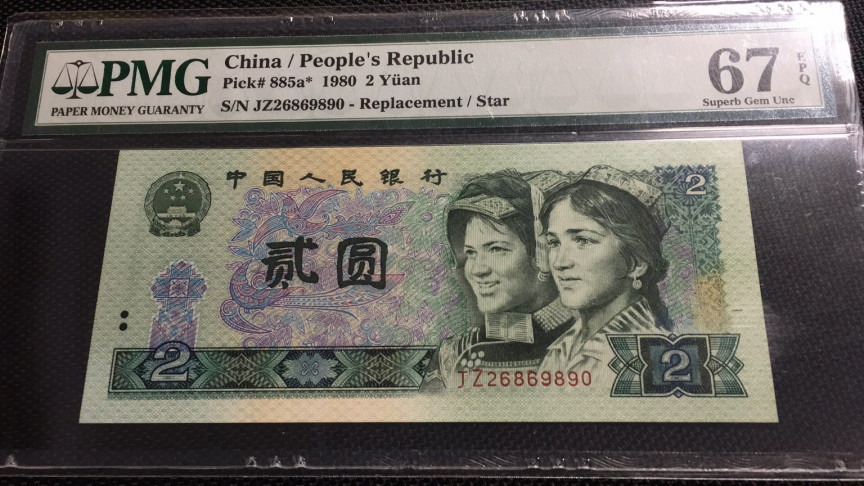 PMG
PAPER MONEY GUARANTY
China / People's Republic
Pick# 885a* 1980 2 Yüan
S/N JZ26869890 - Replacement / Star
67 EPQ
Superb Gem Unc
中国人民银行
2
贰圆
2
2
JZ26869890